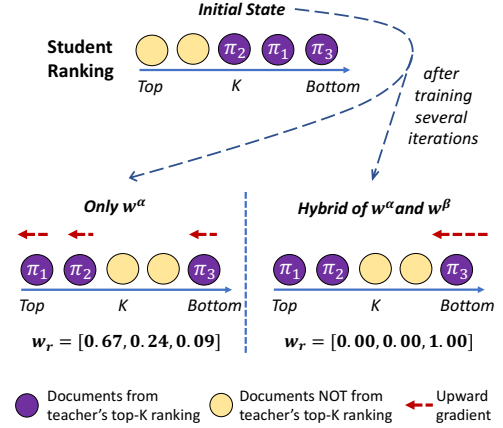 Initial State
Student
Ranking
π₂ π₁ π₃
Top K Bottom
after
training
several
iterations
Only wᵅ
Hybrid of wᵅ and wᵝ
π₁ π₂ π₃
π₁ π₂ π₃
Top K Bottom
Top K Bottom
wᵣ = [0.67, 0.24, 0.09]
wᵣ = [0.00, 0.00, 1.00]
Documents from
teacher's top-K ranking
Documents NOT from
teacher's top-K ranking
Upward
gradient